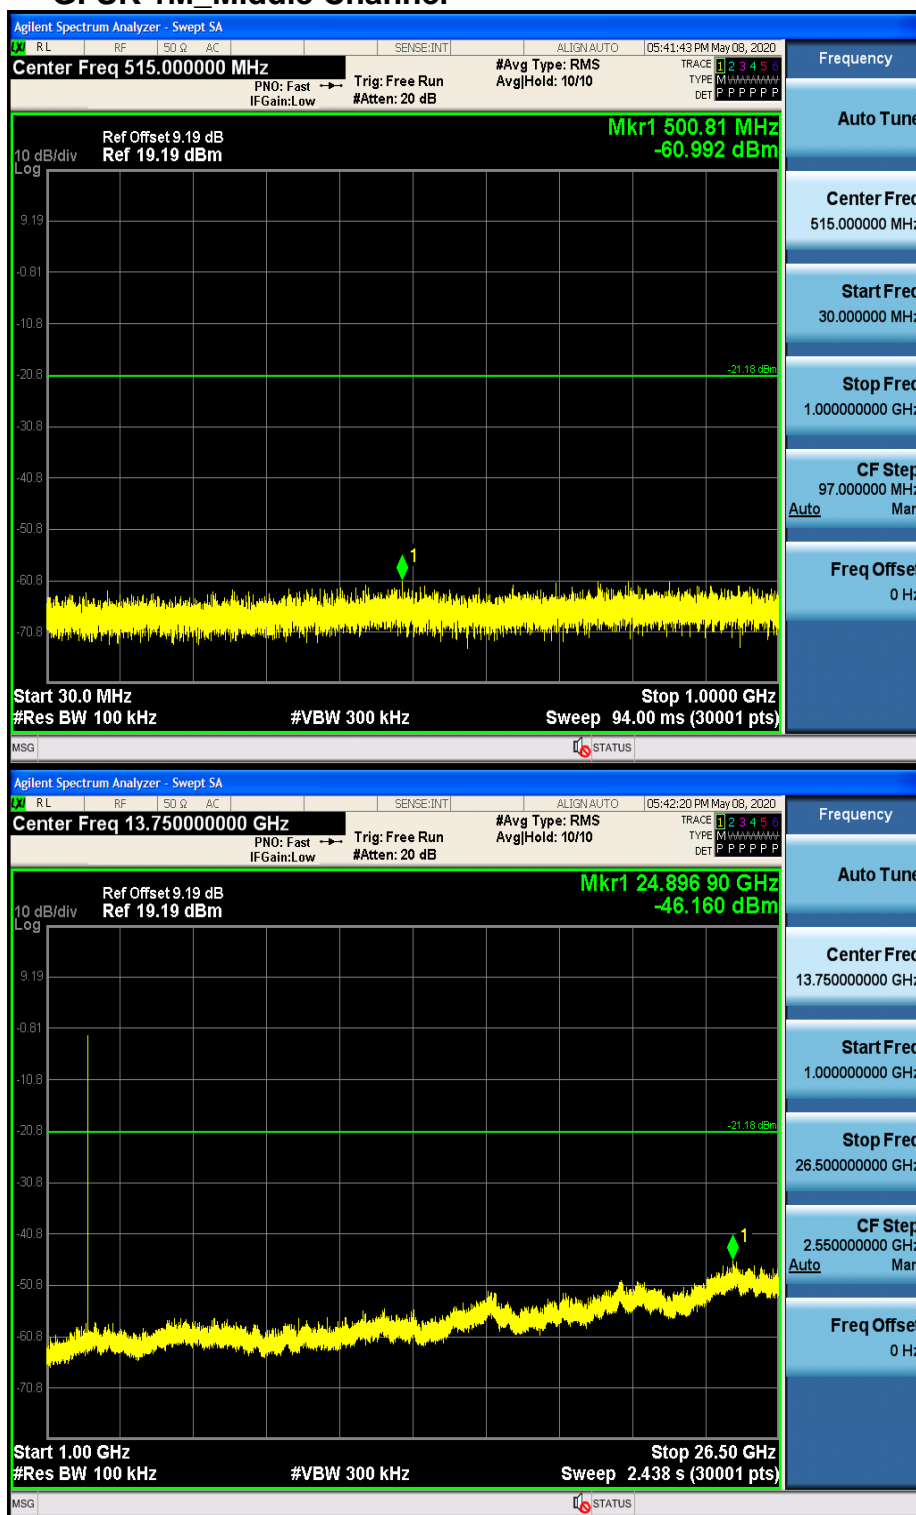 GFSK 1M_Middle Channel
Agilent Spectrum Analyzer - Swept SA
LXI RL RF 50 Ω AC SENSE:INT ALIGN AUTO 05:41:43 PM May 08, 2020
Center Freq 515.000000 MHz
PNO: Fast
IFGain:Low
Trig: Free Run
#Atten: 20 dB
#Avg Type: RMS
Avg|Hold: 10/10
TRACE 1 2 3 4 5 6
TYPE M
DET P P P P P P
Mkr1 500.81 MHz
-60.992 dBm
Ref Offset 9.19 dB
10 dB/div Ref 19.19 dBm
Log
9.19
-0.81
-10.8
-20.8
-21.18 dBm
-30.8
-40.8
-50.8
1
-60.8
-70.8
Start 30.0 MHz Stop 1.0000 GHz
#Res BW 100 kHz #VBW 300 kHz Sweep 94.00 ms (30001 pts)
MSG STATUS
Frequency
Auto Tune
Center Freq
515.000000 MHz
Start Freq
30.000000 MHz
Stop Freq
1.000000000 GHz
CF Step
97.000000 MHz
Auto Man
Freq Offset
0 Hz
Agilent Spectrum Analyzer - Swept SA
LXI RL RF 50 Ω AC SENSE:INT ALIGN AUTO 05:42:20 PM May 08, 2020
Center Freq 13.750000000 GHz
PNO: Fast
IFGain:Low
Trig: Free Run
#Atten: 20 dB
#Avg Type: RMS
Avg|Hold: 10/10
TRACE 1 2 3 4 5 6
TYPE M
DET P P P P P P
Mkr1 24.896 90 GHz
-46.160 dBm
Ref Offset 9.19 dB
10 dB/div Ref 19.19 dBm
Log
9.19
-0.81
-10.8
-20.8
-21.18 dBm
-30.8
-40.8
1
-50.8
-60.8
-70.8
Start 1.00 GHz Stop 26.50 GHz
#Res BW 100 kHz #VBW 300 kHz Sweep 2.438 s (30001 pts)
MSG STATUS
Frequency
Auto Tune
Center Freq
13.750000000 GHz
Start Freq
1.000000000 GHz
Stop Freq
26.500000000 GHz
CF Step
2.550000000 GHz
Auto Man
Freq Offset
0 Hz